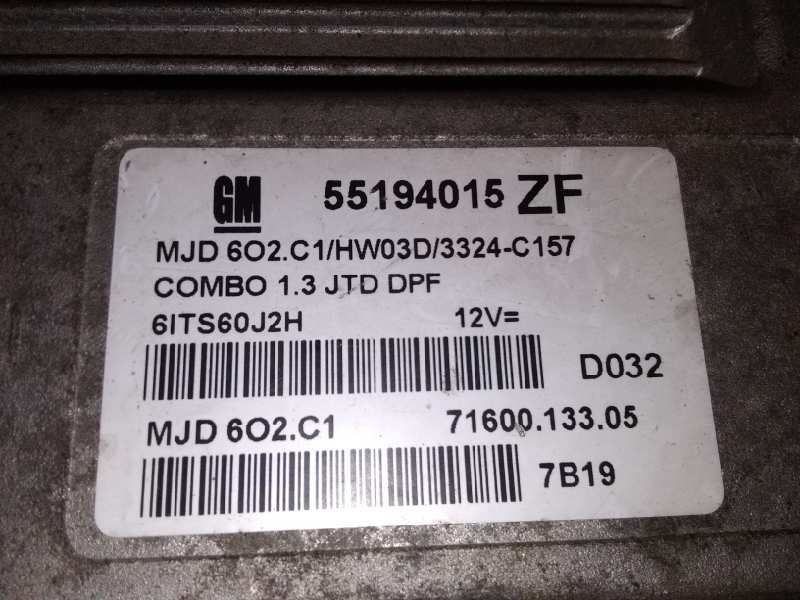 GM 55194015 ZF
MJD 6O2.C1/HW03D/3324-C157
COMBO 1.3 JTD DPF
6ITS60J2H 12V=
D032
MJD 6O2.C1 71600.133.05
7B19